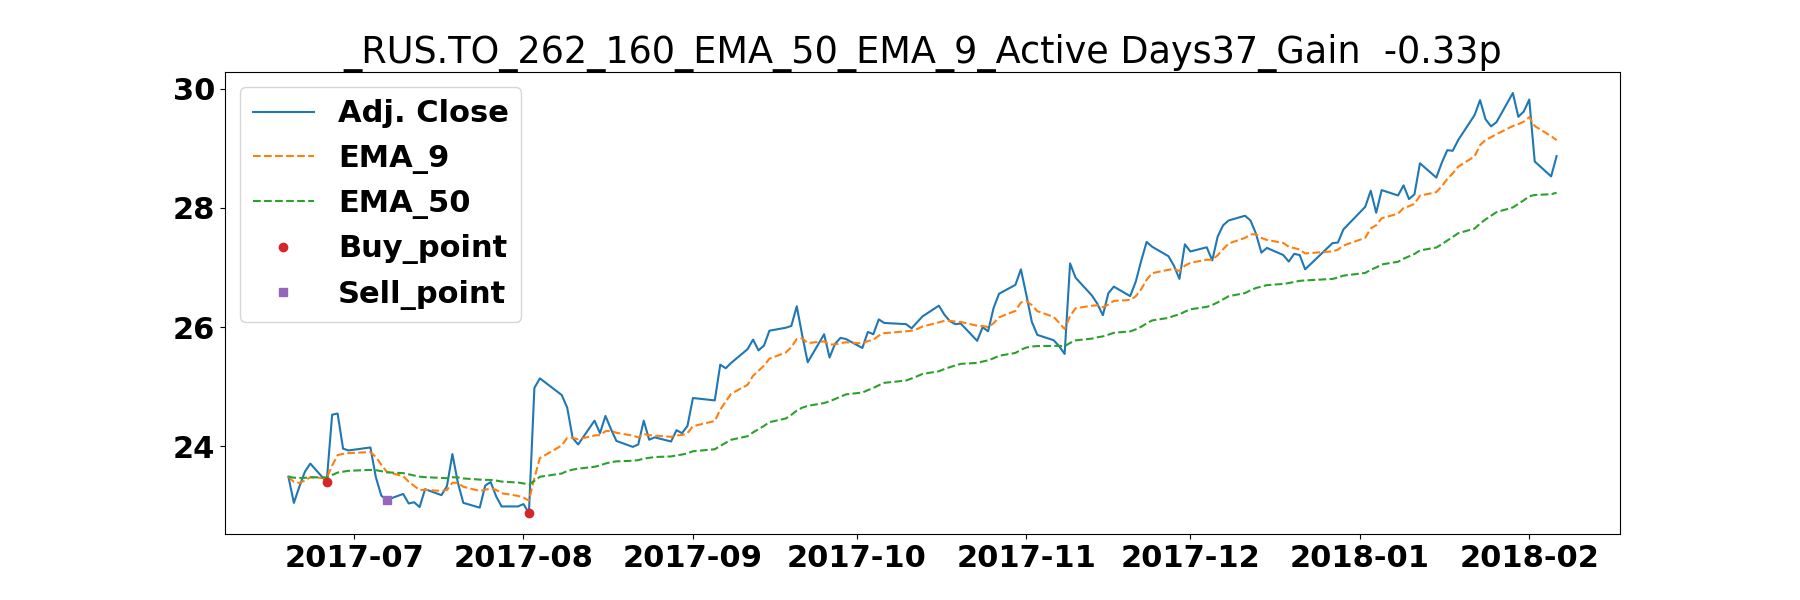 _RUS.TO_262_160_EMA_50_EMA_9_Active Days37_Gain  -0.33p
30
28
26
24
Adj. Close
EMA_9
EMA_50
Buy_point
Sell_point
2017-07 2017-08 2017-09 2017-10 2017-11 2017-12 2018-01 2018-02